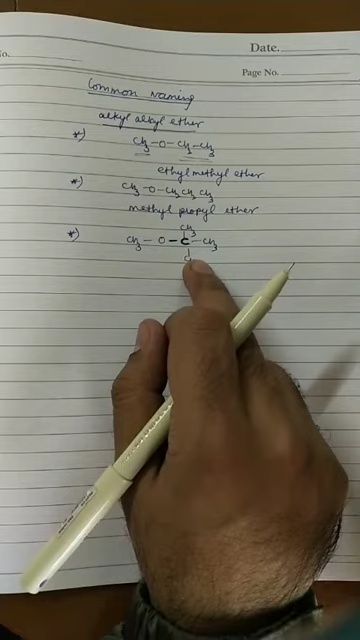 Date.
No.
Page No.
Common Naming
alkyl alkyl ether
*) CH3-O-CH2-CH3
ethyl methyl ether
*) CH3-O-CH2CH2CH3
methyl propyl ether
CH3
*) CH3-O-C-CH3